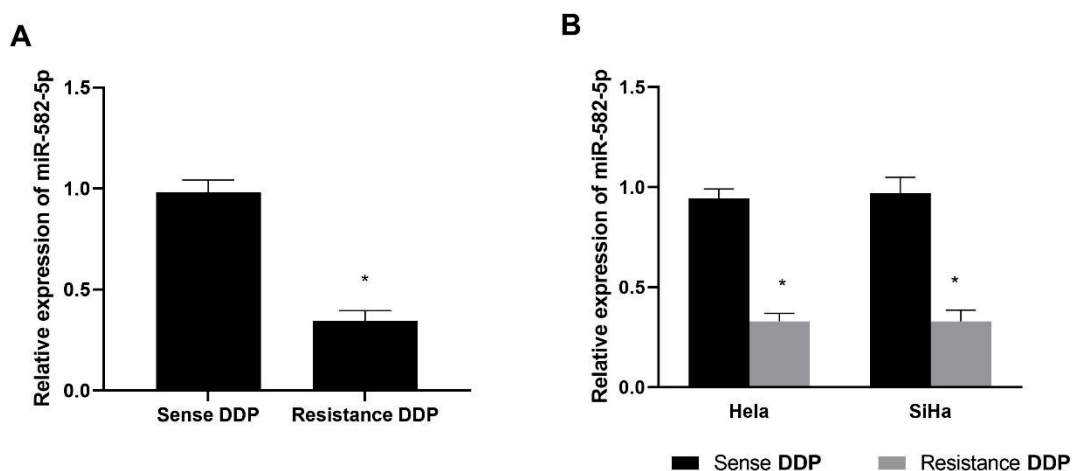 A
Relative expression of miR-582-5p
1.5
1.0
0.5
0.0
*
Sense DDP
Resistance DDP
B
Relative expression of miR-582-5p
1.5
1.0
0.5
0.0
*
*
Hela
SiHa
Sense DDP
Resistance DDP